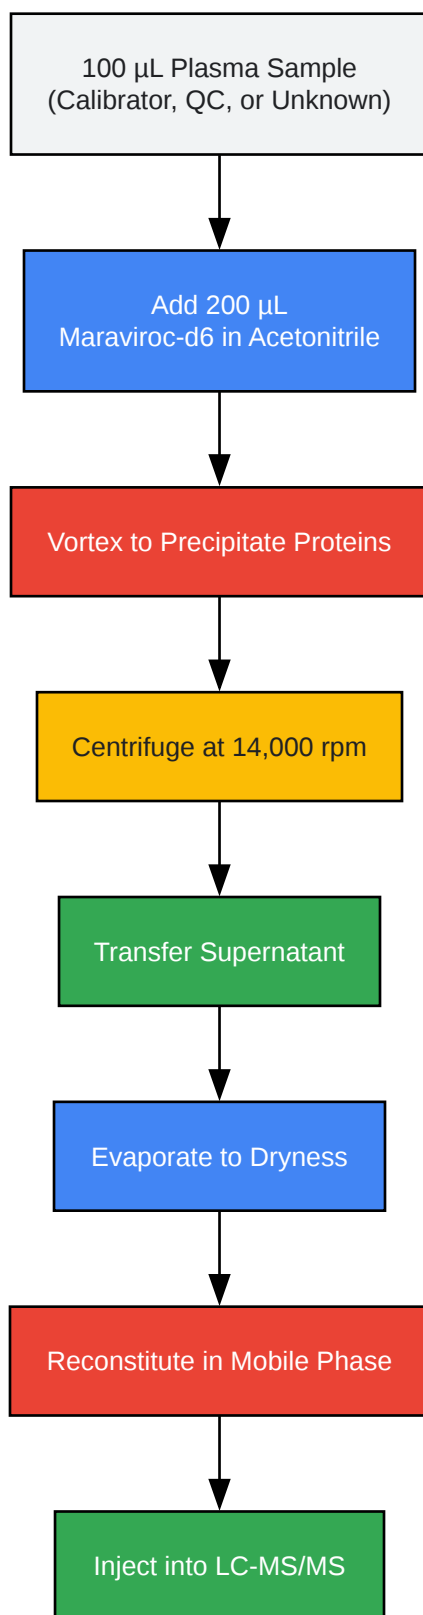 100 µL Plasma Sample
(Calibrator, QC, or Unknown)
Add 200 µL
Maraviroc-d6 in Acetonitrile
Vortex to Precipitate Proteins
Centrifuge at 14,000 rpm
Transfer Supernatant
Evaporate to Dryness
Reconstitute in Mobile Phase
Inject into LC-MS/MS